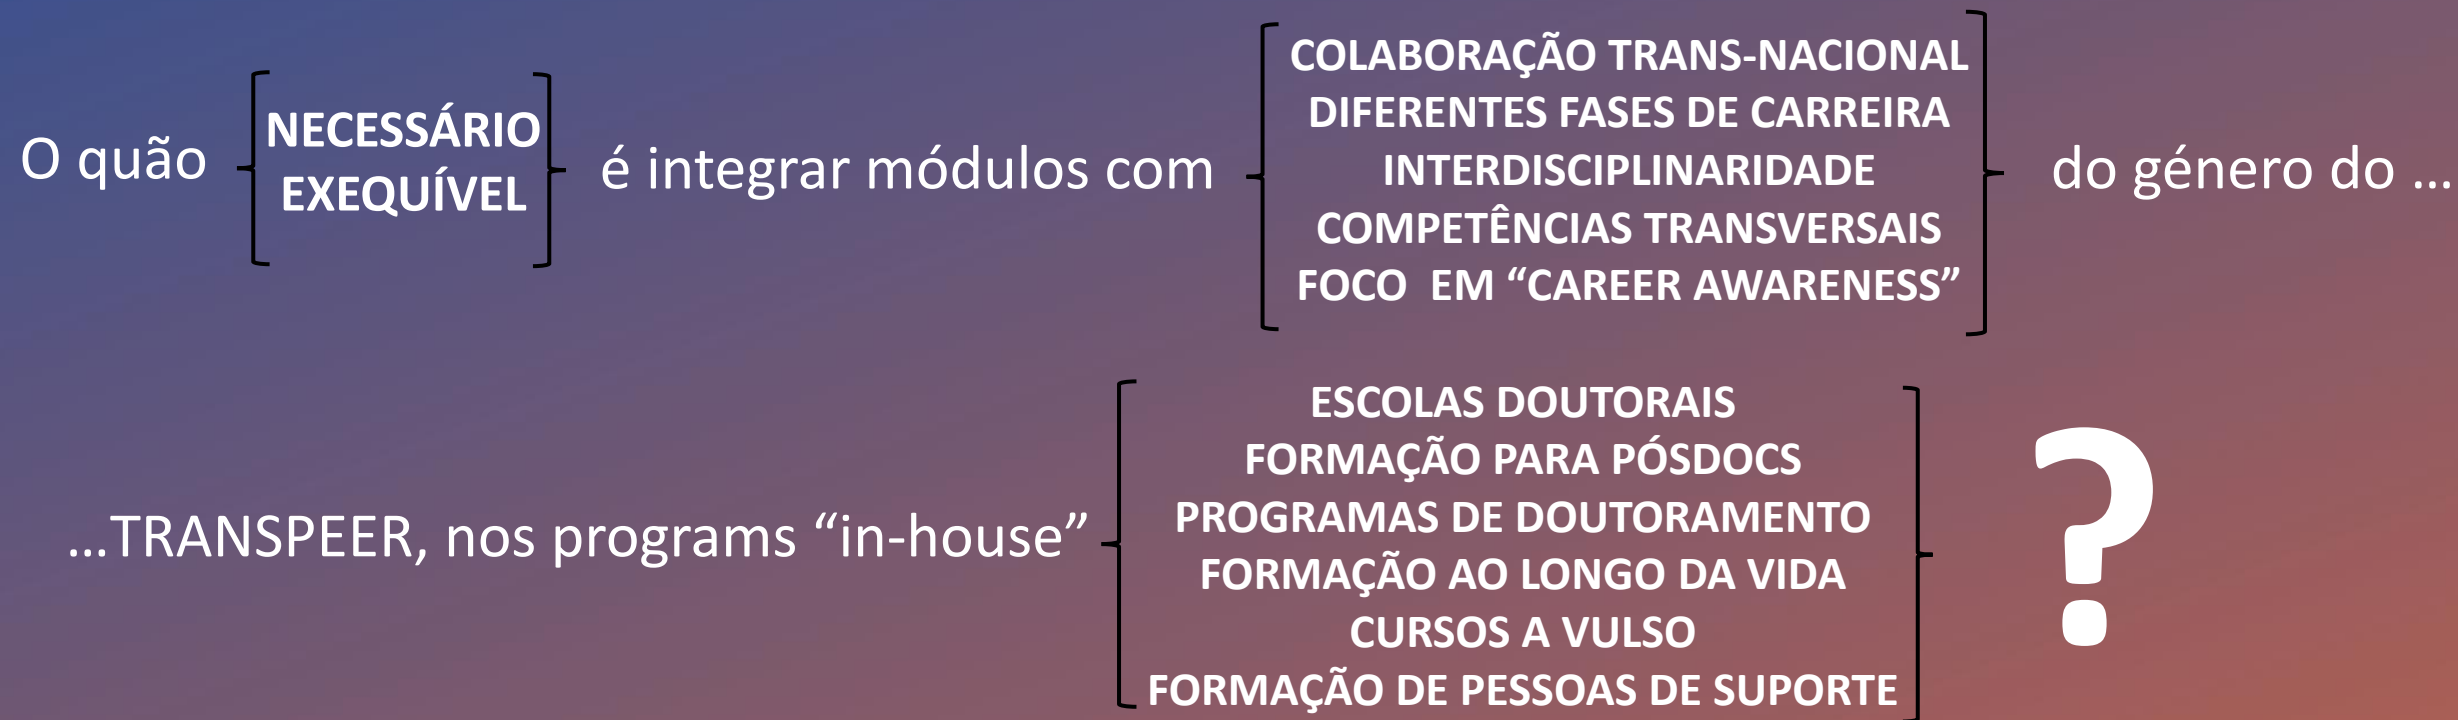 O quão
NECESSÁRIO
EXEQUÍVEL
é integrar módulos com
COLABORAÇÃO TRANS-NACIONAL
DIFERENTES FASES DE CARREIRA
INTERDISCIPLINARIDADE
COMPETÊNCIAS TRANSVERSAIS
FOCO  EM “CAREER AWARENESS”
do género do ...
...TRANSPEER, nos programs “in-house”
ESCOLAS DOUTORAIS
FORMAÇÃO PARA PÓSDOCS
PROGRAMAS DE DOUTORAMENTO
FORMAÇÃO AO LONGO DA VIDA
CURSOS A VULSO
FORMAÇÃO DE PESSOAS DE SUPORTE
?